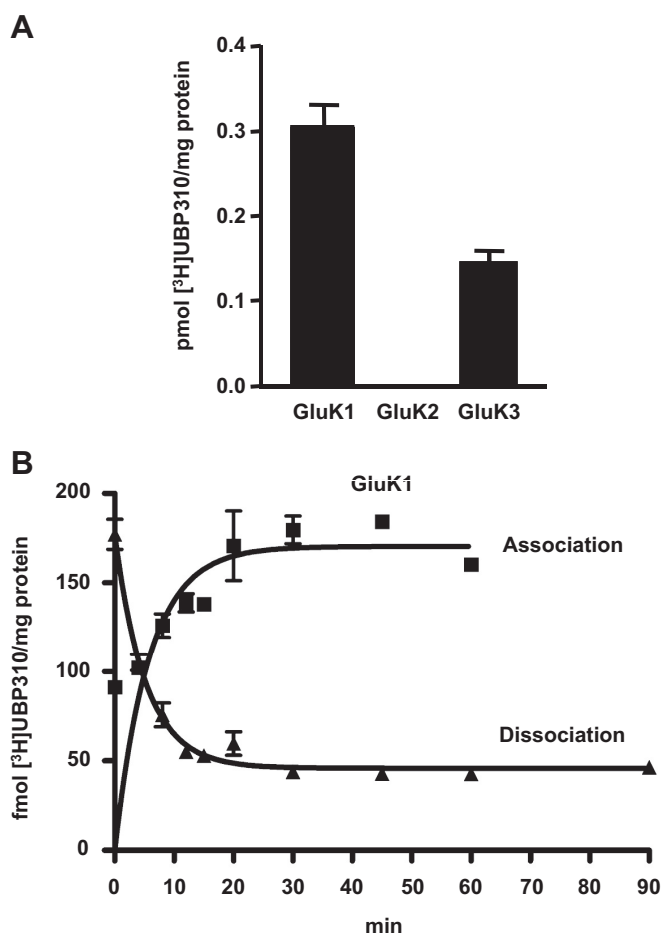 A
pmol [³H]UBP310/mg protein
0.4
0.3
0.2
0.1
0.0
GluK1 GluK2 GluK3
B
fmol [³H]UBP310/mg protein
200
150
100
50
0
GluK1
Association
Dissociation
0 10 20 30 40 50 60 70 80 90
min